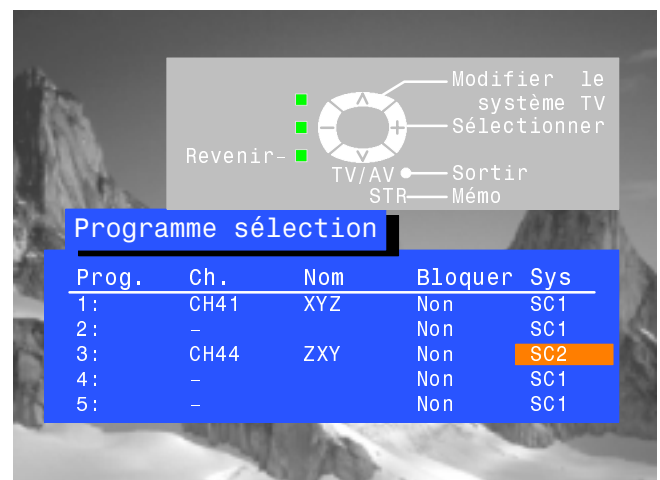 Modifier le
système TV
Sélectionner
Revenir
TV/AV Sortir
STR Mémo
Programme sélection
Prog. Ch. Nom Bloquer Sys
1: CH41 XYZ Non SC1
2: – Non SC1
3: CH44 ZXY Non SC2
4: – Non SC1
5: – Non SC1